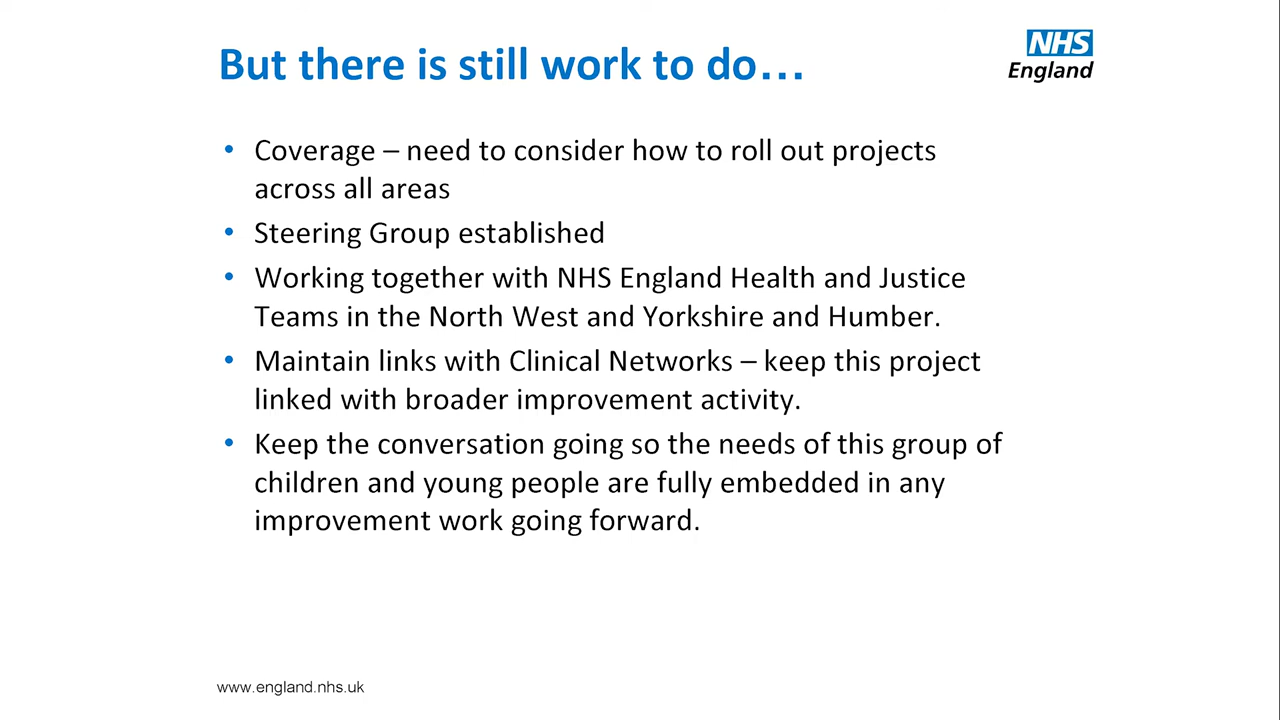 But there is still work to do…
NHS
England
• Coverage – need to consider how to roll out projects
across all areas
• Steering Group established
• Working together with NHS England Health and Justice
Teams in the North West and Yorkshire and Humber.
• Maintain links with Clinical Networks – keep this project
linked with broader improvement activity.
• Keep the conversation going so the needs of this group of
children and young people are fully embedded in any
improvement work going forward.
www.england.nhs.uk